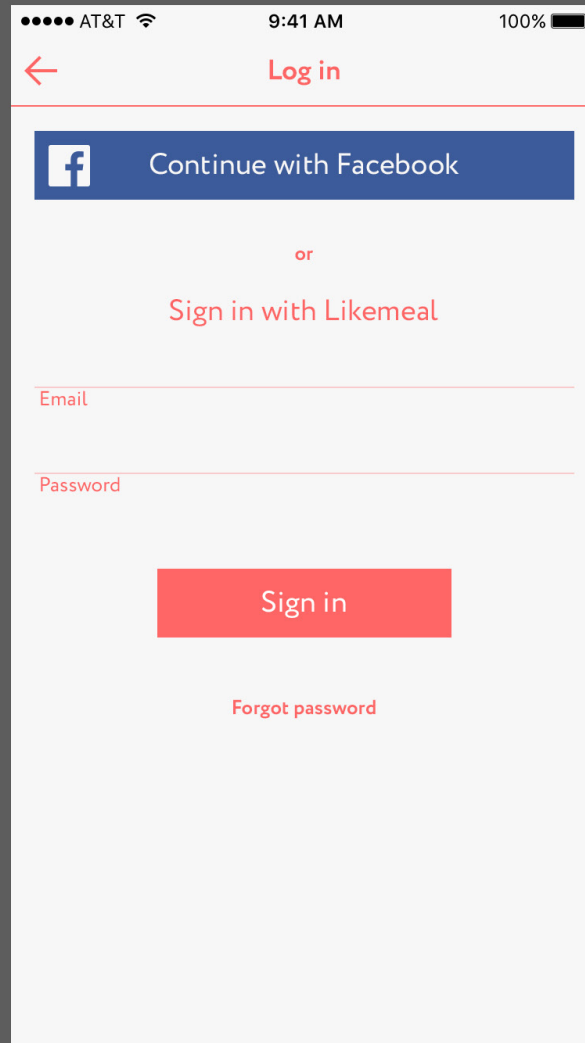 AT&T 9:41 AM 100%
Log in
Continue with Facebook
or
Sign in with Likemeal
Email
Password
Sign in
Forgot password